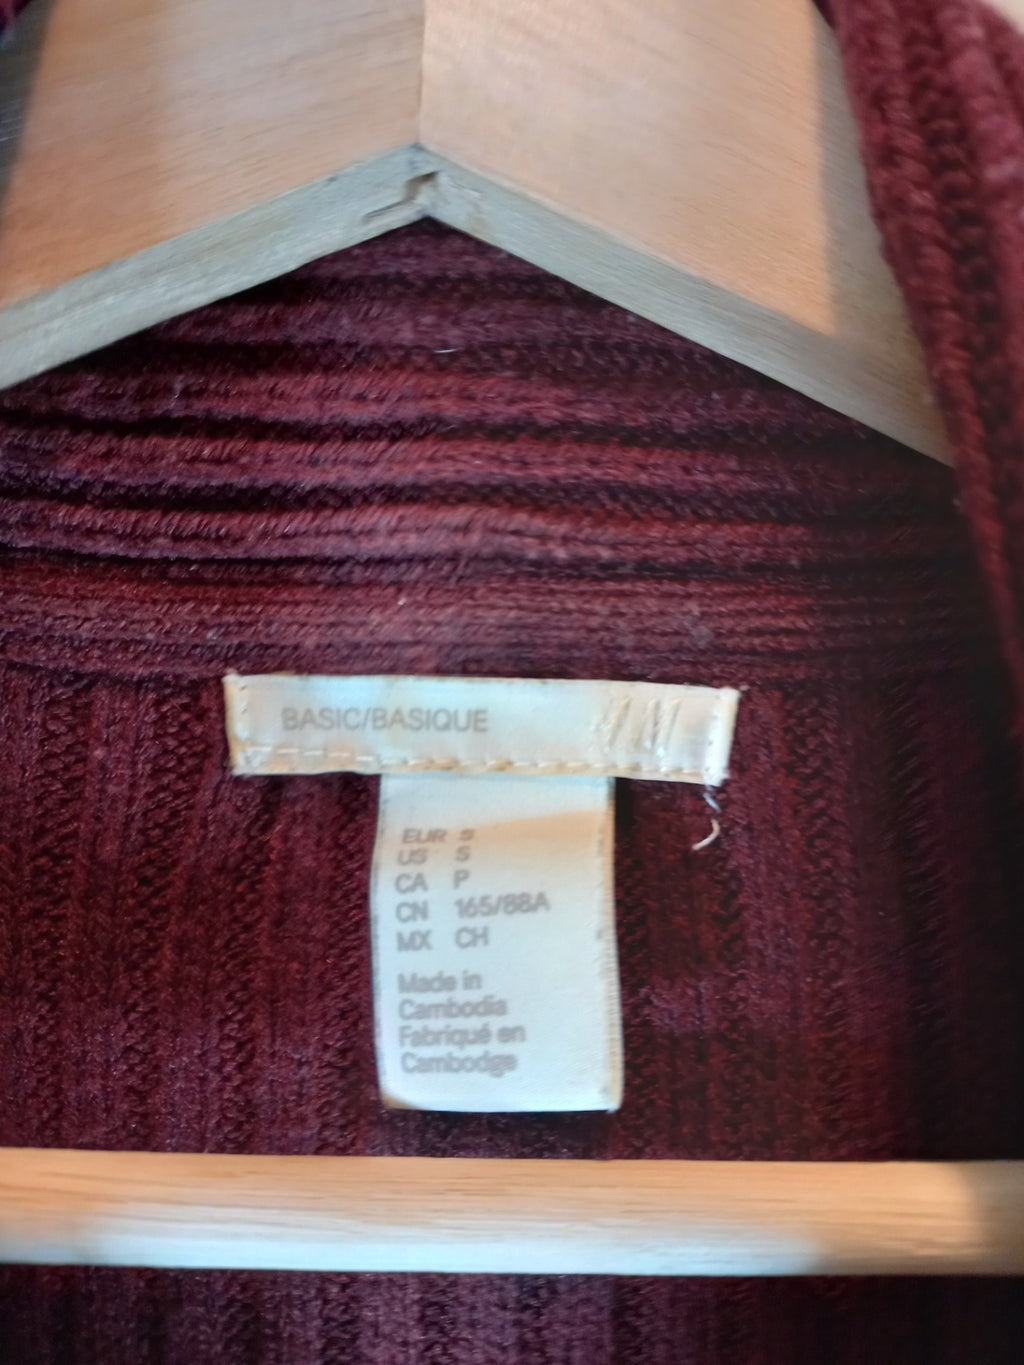 BASIC/BASIQUE
EUR S
US S
CA P
CN 165/88A
MX CH
Made in
Cambodia
Fabriqué en
Cambodge